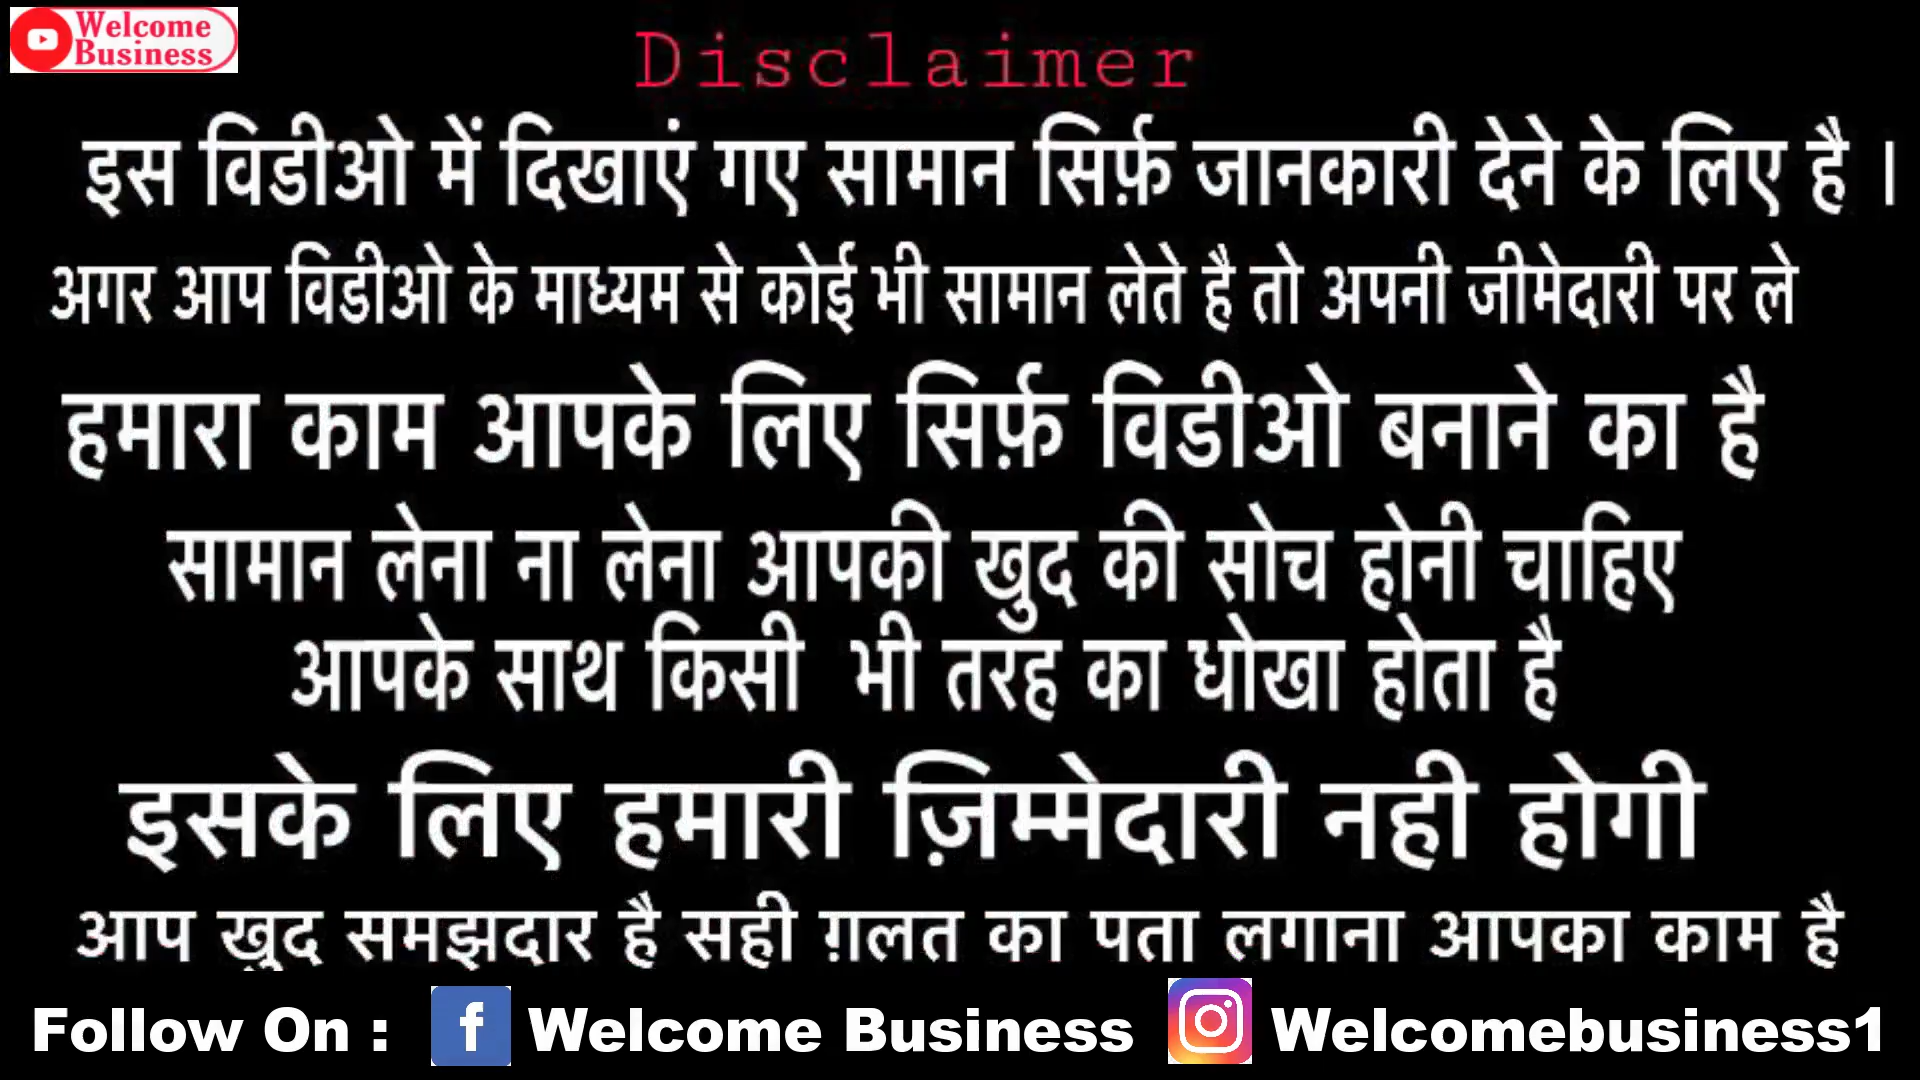 Welcome
Business
Disclaimer
इस विडीओ में दिखाएं गए सामान सिर्फ़ जानकारी देने के लिए है ।
अगर आप विडीओ के माध्यम से कोई भी सामान लेते है तो अपनी जीमेदारी पर ले
हमारा काम आपके लिए सिर्फ़ विडीओ बनाने का है
सामान लेना ना लेना आपकी खुद की सोच होनी चाहिए
आपके साथ किसी भी तरह का धोखा होता है
इसके लिए हमारी ज़िम्मेदारी नही होगी
आप खुद समझदार है सही ग़लत का पता लगाना आपका काम है
Follow On : f Welcome Business Welcomebusiness1